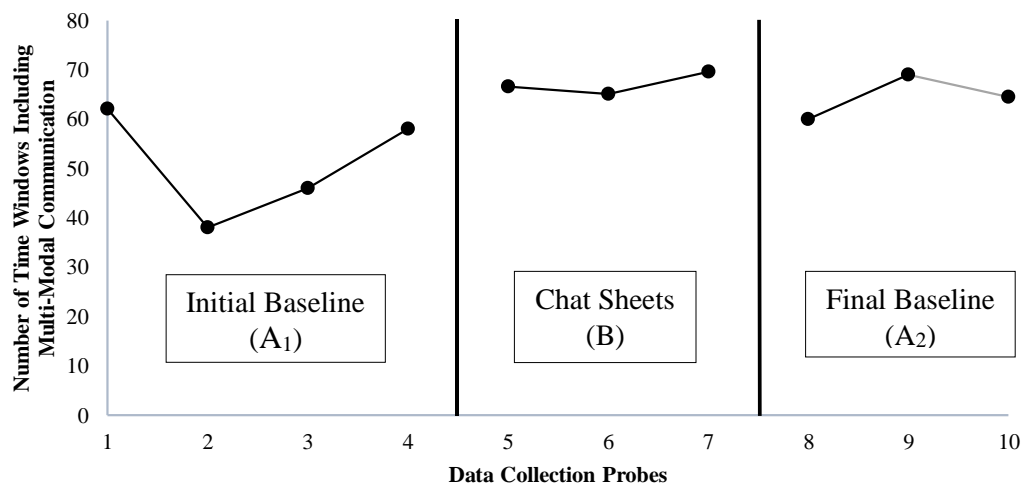 80
70
60
50
40
30
20
10
0
Number of Time Windows Including
Multi-Modal Communication
Initial Baseline
(A₁)
Chat Sheets
(B)
Final Baseline
(A₂)
1 2 3 4 5 6 7 8 9 10
Data Collection Probes